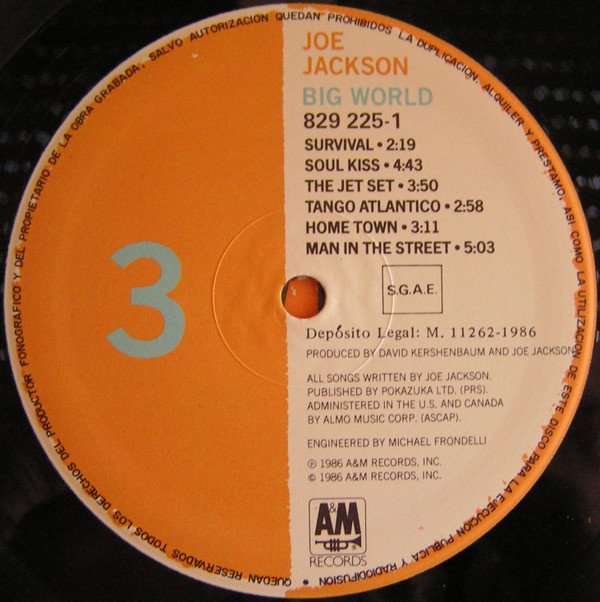 JOE
JACKSON
BIG WORLD
829 225-1
SURVIVAL • 2:19
SOUL KISS • 4:43
THE JET SET • 3:50
TANGO ATLANTICO • 2:58
HOME TOWN • 3:11
MAN IN THE STREET • 5:03
3
S.G.A.E.
Depósito Legal: M. 11262-1986
PRODUCED BY DAVID KERSHENBAUM AND JOE JACKSON
ALL SONGS WRITTEN BY JOE JACKSON.
PUBLISHED BY POKAZUKA LTD. (PRS).
ADMINISTERED IN THE U.S. AND CANADA
BY ALMO MUSIC CORP. (ASCAP).
ENGINEERED BY MICHAEL FRONDELLI
℗ 1986 A&M RECORDS, INC.
© 1986 A&M RECORDS, INC.
A&M
RECORDS
QUEDAN RESERVADOS TODOS LOS DERECHOS DEL PRODUCTOR FONOGRAFICO Y DEL PROPIETARIO DE LA OBRA GRABADA. SALVO AUTORIZACION QUEDAN PROHIBIDOS LA DUPLICACION, ALQUILER Y PRESTAMO, ASI COMO LA UTILIZACION DE ESTE DISCO PARA LA EJECUCION PUBLICA Y RADIODIFUSION •